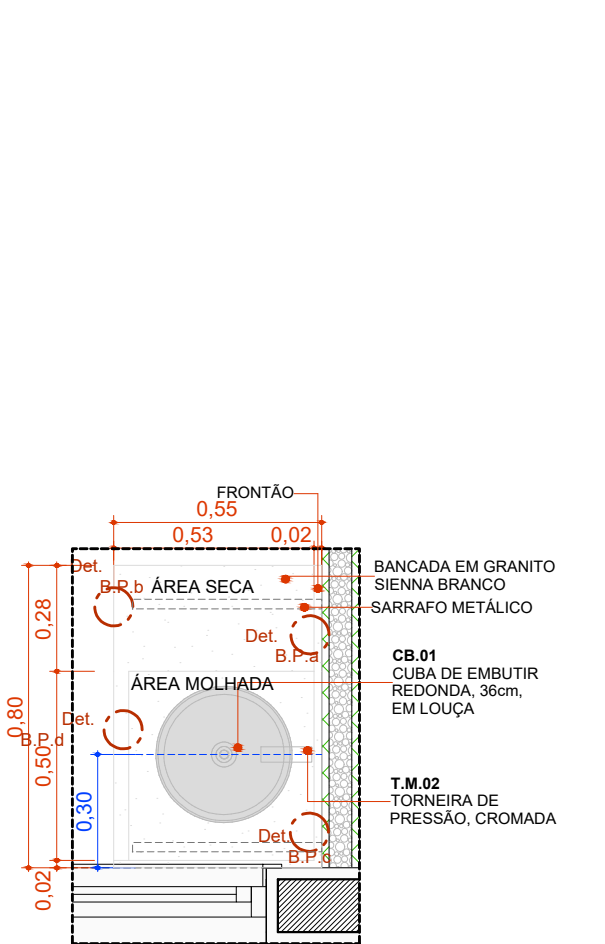 FRONTÃO
0,55
0,53
0,02
Det.
B.P.b
ÁREA SECA
BANCADA EM GRANITO
SIENNA BRANCO
SARRAFO METÁLICO
0,28
Det.
B.P.a
CB.01
CUBA DE EMBUTIR
REDONDA, 36cm,
EM LOUÇA
ÁREA MOLHADA
0,80
Det.
B.P.d
0,50
0,30
T.M.02
TORNEIRA DE
PRESSÃO, CROMADA
Det.
B.P.c
0,02